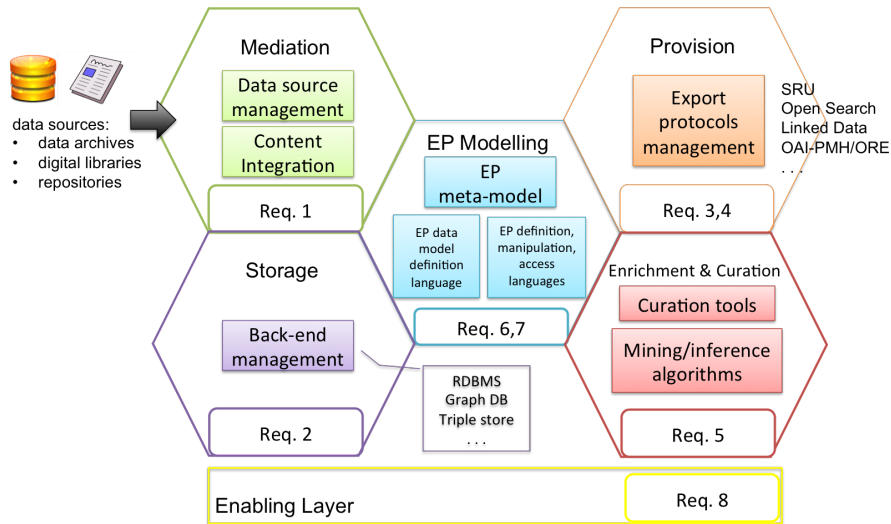 Mediation
Data source
management
Content
Integration
Req. 1
data sources:
• data archives
• digital libraries
• repositories
EP Modelling
EP
meta-model
EP data
model
definition
language
EP definition,
manipulation,
access
languages
Req. 6,7
Provision
Export
protocols
management
SRU
Open Search
Linked Data
OAI-PMH/ORE
. . .
Req. 3,4
Storage
Back-end
management
RDBMS
Graph DB
Triple store
. . .
Req. 2
Enrichment & Curation
Curation tools
Mining/inference
algorithms
Req. 5
Enabling Layer
Req. 8